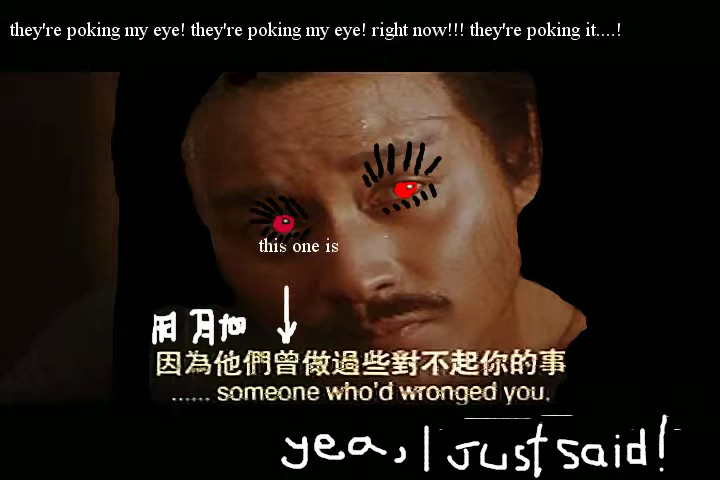 they're poking my eye! they're poking my eye! right now!!! they're poking it....!
this one is
因為他們曾做過些對不起你的事
...... someone who'd wronged you.
yea, I just said!